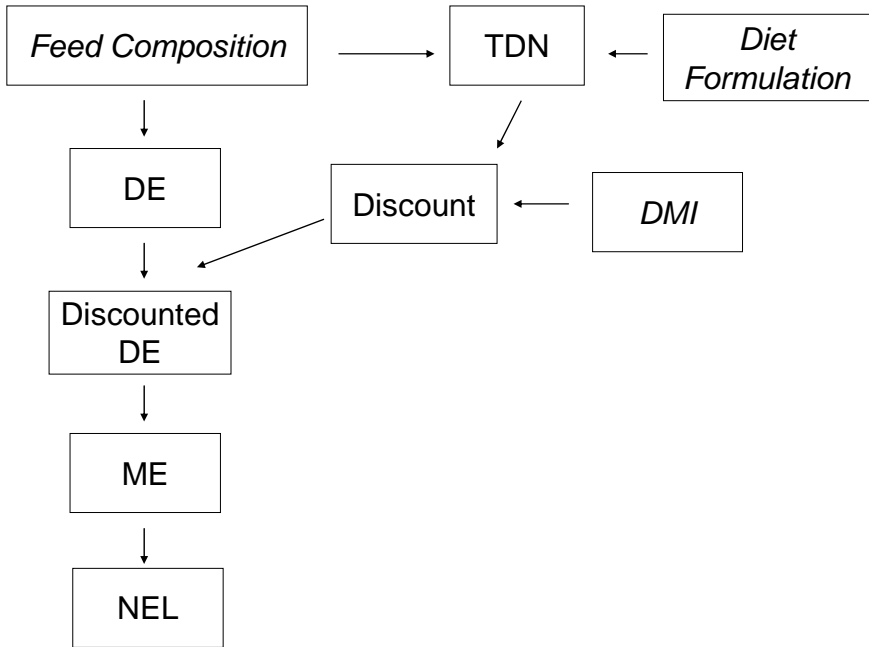 Feed Composition
TDN
Diet
Formulation
DE
Discount
DMI
Discounted
DE
ME
NEL